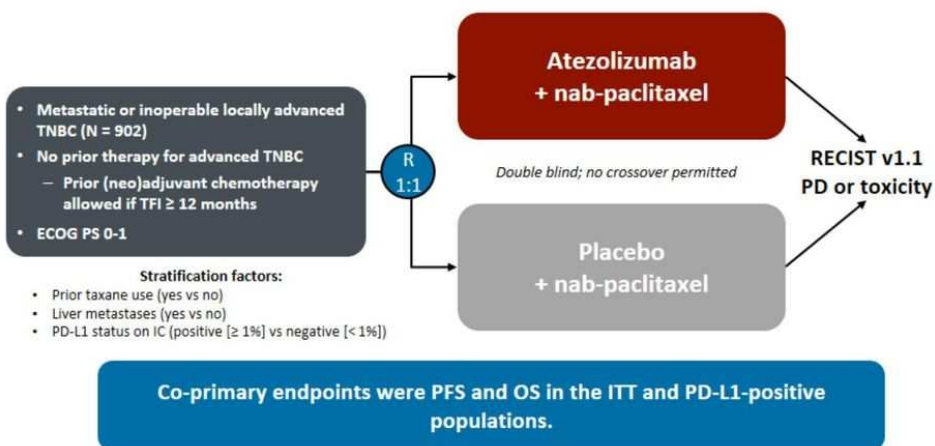 • Metastatic or inoperable locally advanced
TNBC (N = 902)
• No prior therapy for advanced TNBC
– Prior (neo)adjuvant chemotherapy
allowed if TFI ≥ 12 months
• ECOG PS 0-1
Stratification factors:
• Prior taxane use (yes vs no)
• Liver metastases (yes vs no)
• PD-L1 status on IC (positive [≥ 1%] vs negative [< 1%])
R
1:1
Atezolizumab
+ nab-paclitaxel
Double blind; no crossover permitted
Placebo
+ nab-paclitaxel
RECIST v1.1
PD or toxicity
Co-primary endpoints were PFS and OS in the ITT and PD-L1-positive
populations.